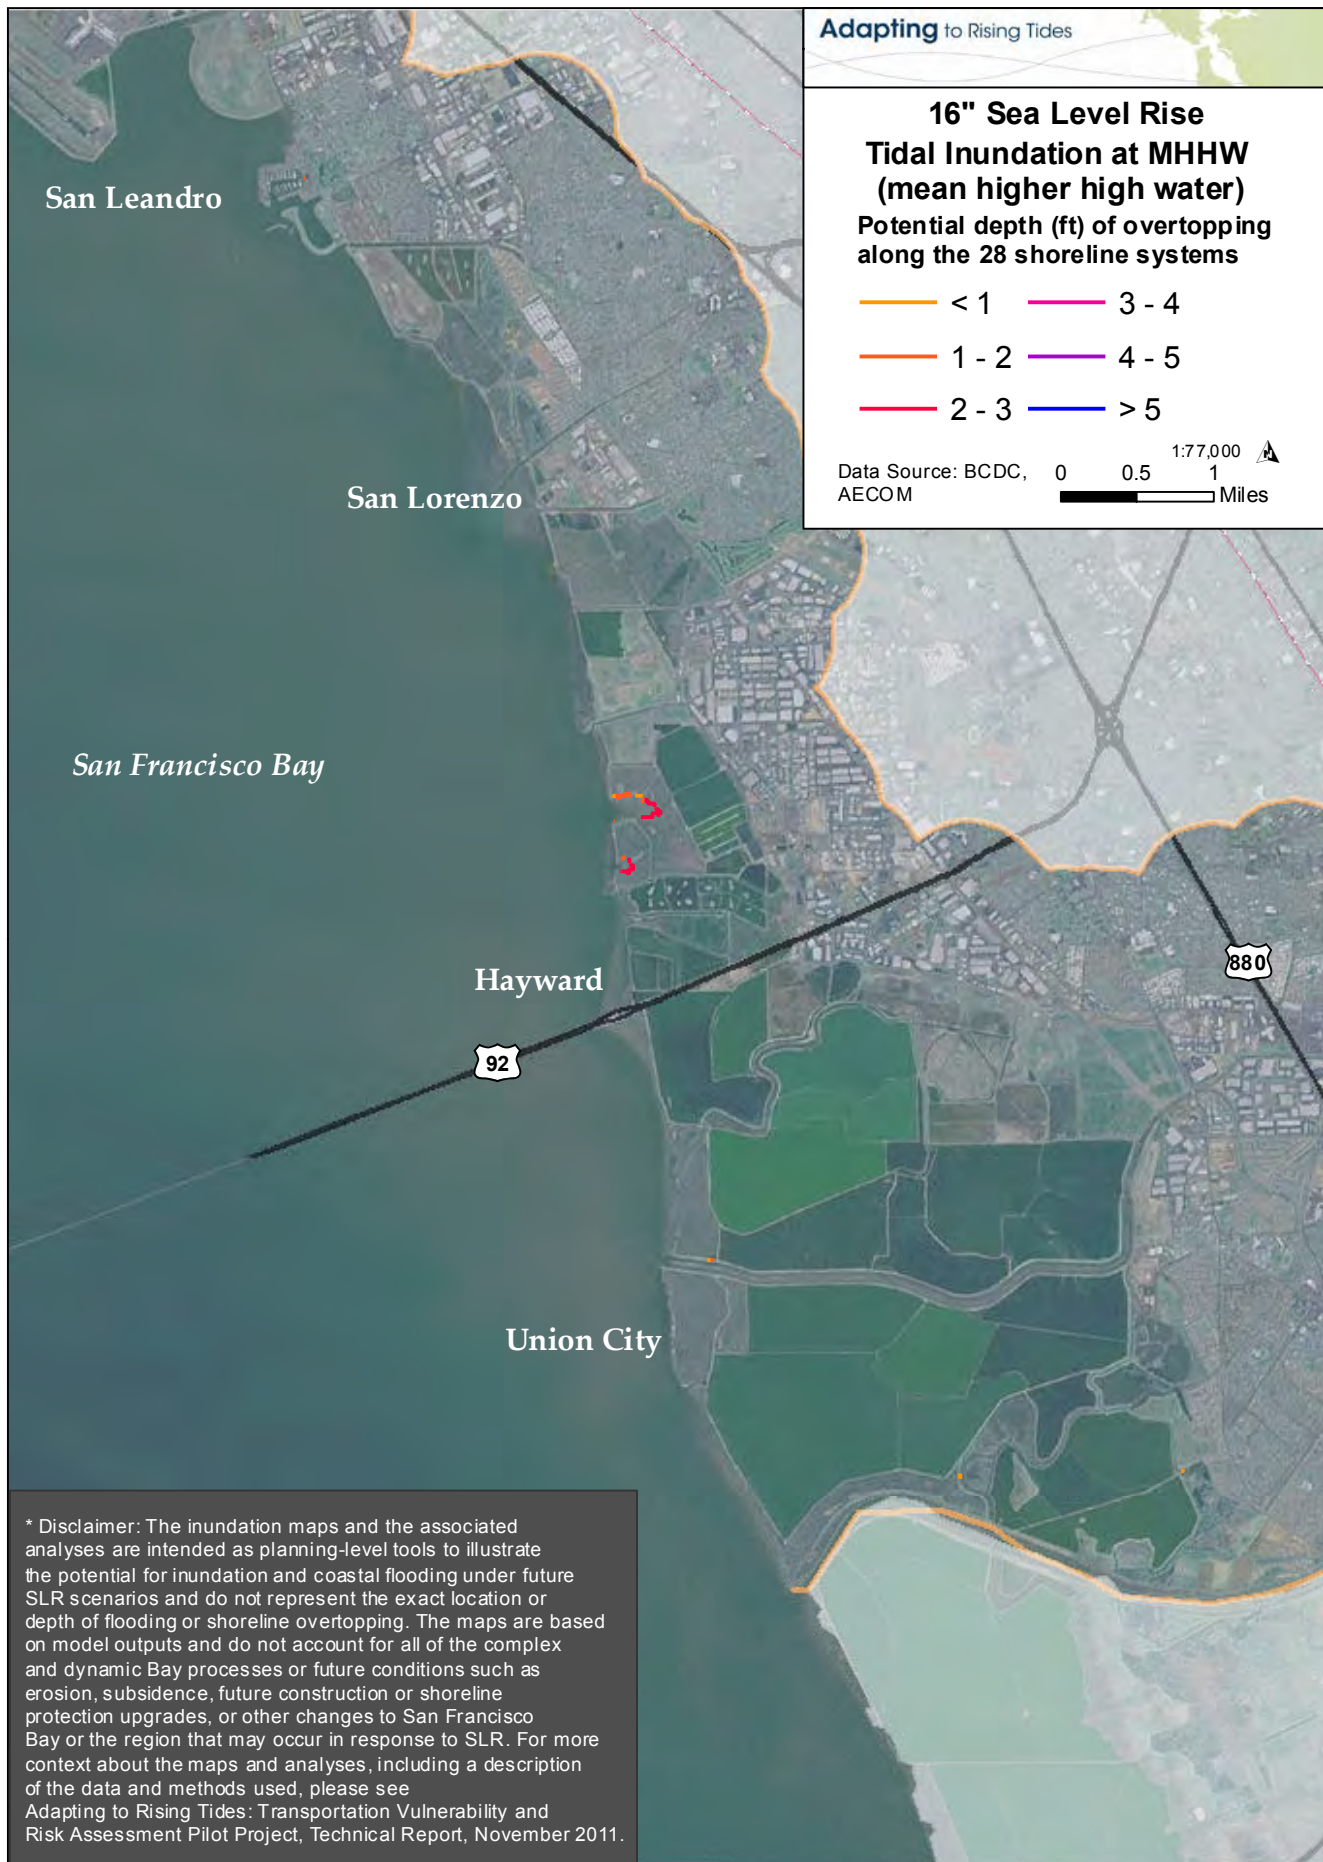 Adapting to Rising Tides
16" Sea Level Rise
Tidal Inundation at MHHW
(mean higher high water)
Potential depth (ft) of overtopping
along the 28 shoreline systems
< 1
3 - 4
1 - 2
4 - 5
2 - 3
> 5
1:77,000
Data Source: BCDC,
AECOM
0 0.5 1
Miles
San Leandro
San Lorenzo
San Francisco Bay
Hayward
880
92
Union City
* Disclaimer: The inundation maps and the associated
analyses are intended as planning-level tools to illustrate
the potential for inundation and coastal flooding under future
SLR scenarios and do not represent the exact location or
depth of flooding or shoreline overtopping. The maps are based
on model outputs and do not account for all of the complex
and dynamic Bay processes or future conditions such as
erosion, subsidence, future construction or shoreline
protection upgrades, or other changes to San Francisco
Bay or the region that may occur in response to SLR. For more
context about the maps and analyses, including a description
of the data and methods used, please see
Adapting to Rising Tides: Transportation Vulnerability and
Risk Assessment Pilot Project, Technical Report, November 2011.